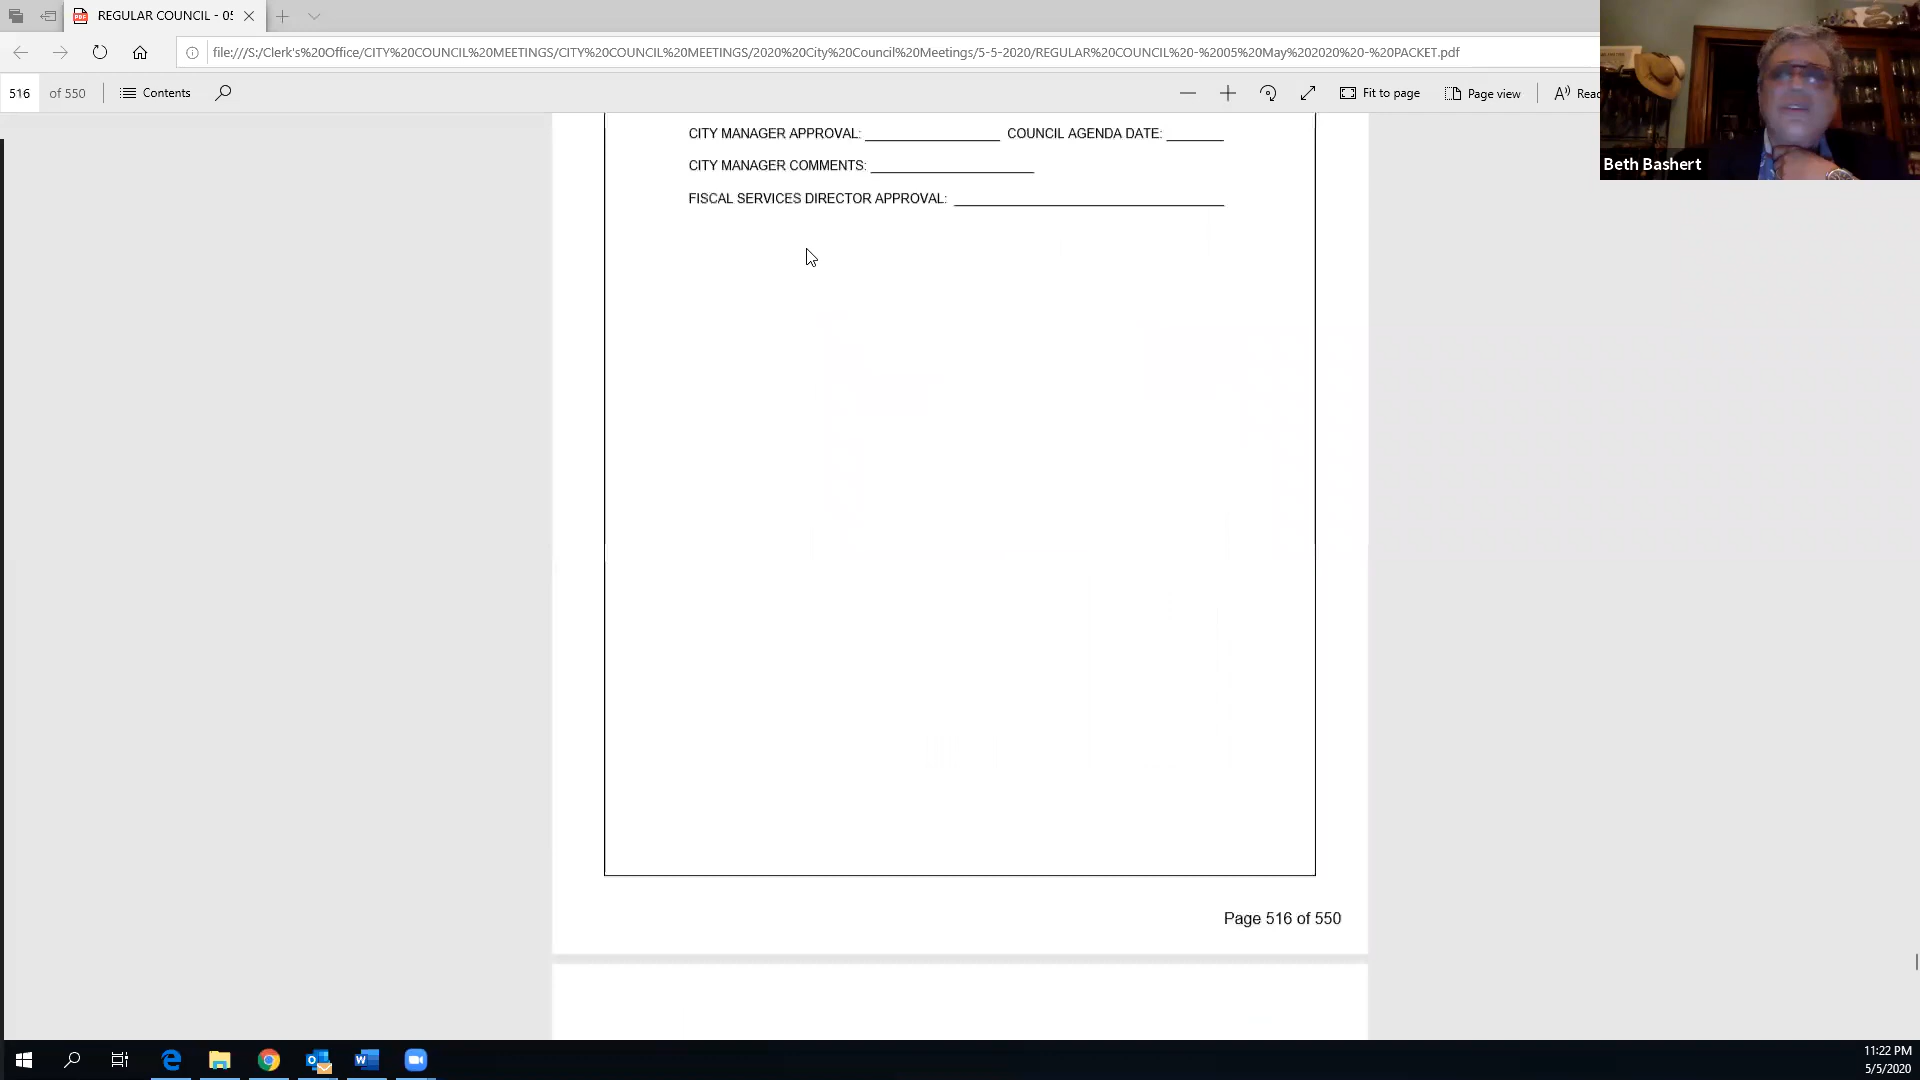 REGULAR COUNCIL - 05
file:///S:/Clerk's%20Office/CITY%20COUNCIL%20MEETINGS/CITY%20COUNCIL%20MEETINGS/2020%20City%20Council%20Meetings/5-5-2020/REGULAR%20COUNCIL%20-%2005%20May%202020%20-%20PACKET.pdf
516 of 550 Contents Fit to page Page view Reac
Beth Bashert
CITY MANAGER APPROVAL: COUNCIL AGENDA DATE:
CITY MANAGER COMMENTS:
FISCAL SERVICES DIRECTOR APPROVAL:
Page 516 of 550
11:22 PM
5/5/2020